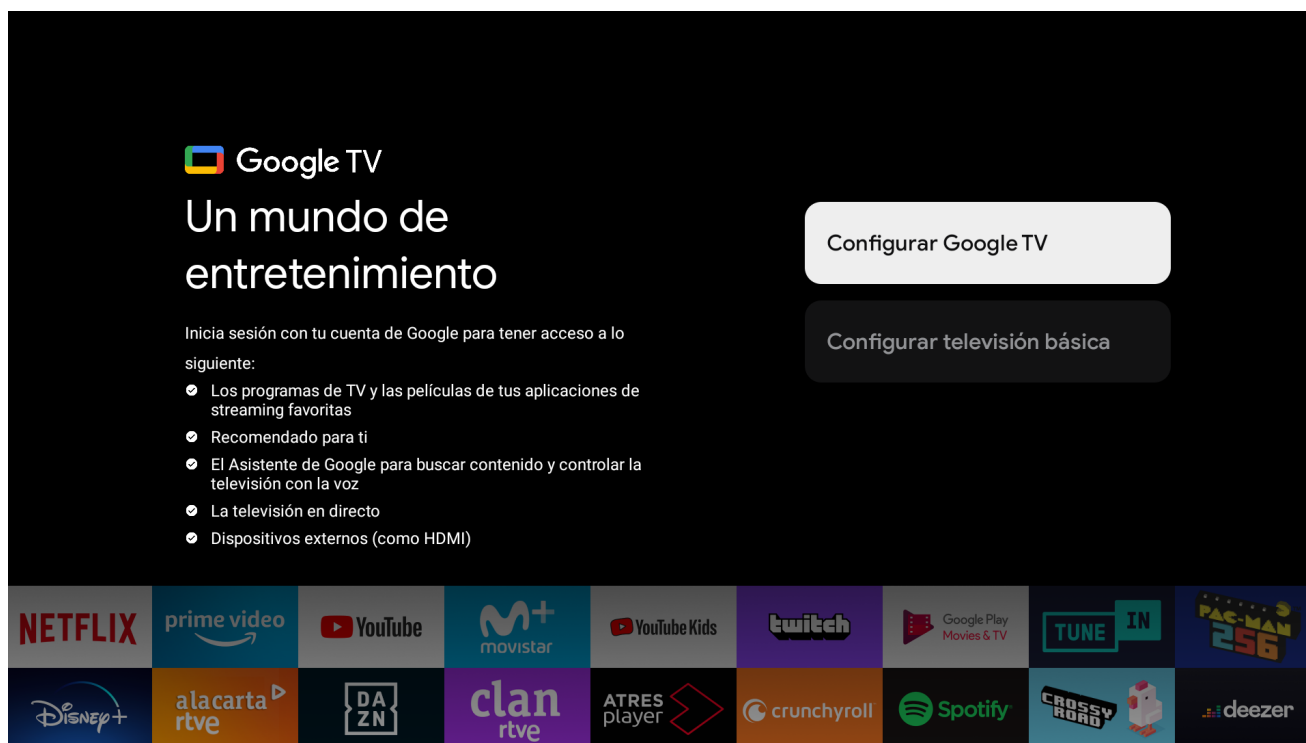 Google TV
Un mundo de
entretenimiento
Inicia sesión con tu cuenta de Google para tener acceso a lo
siguiente:
Los programas de TV y las películas de tus aplicaciones de
streaming favoritas
Recomendado para ti
El Asistente de Google para buscar contenido y controlar la
televisión con la voz
La televisión en directo
Dispositivos externos (como HDMI)
Configurar Google TV
Configurar televisión básica
NETFLIX
prime video
YouTube
M+
movistar
YouTube Kids
twitch
Google Play
Movies & TV
TUNE IN
PAC-MAN
256
Disney+
alacarta
rtve
DA
ZN
clan
rtve
ATRES
player
crunchyroll
Spotify
CROSSY
ROAD
deezer